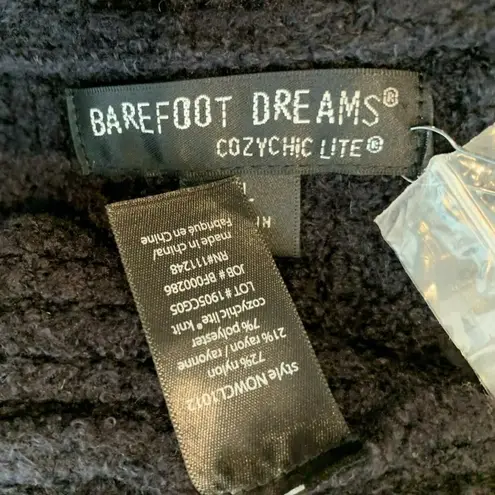 BAREFOOT DREAMS®
COZYCHIC LITE®
style NOWCL1012
72% nylon
21% rayon / rayonne
7% polyester
cozychic lite® knit
LOT # 1905CG05
JOB # BF000286
RN#111248
made in china/
Fabriqué en Chine